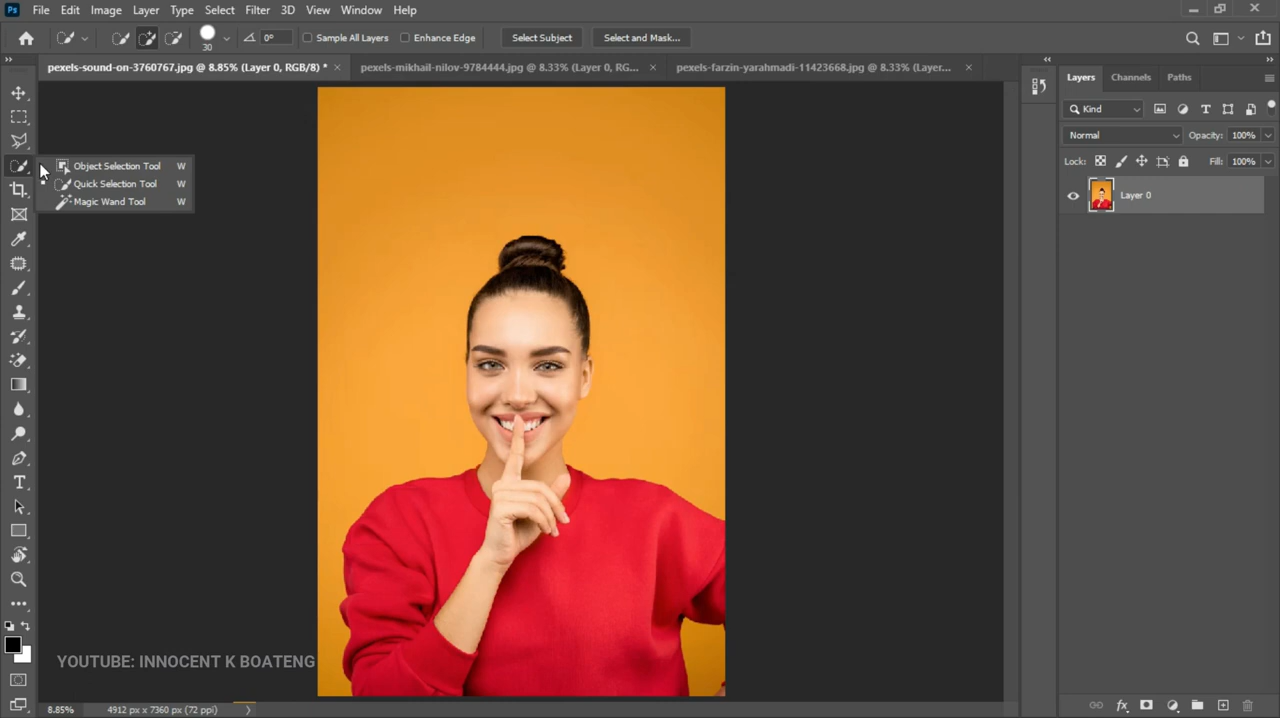 Ps File Edit Image Layer Type Select Filter 3D View Window Help
30 0° Sample All Layers Enhance Edge Select Subject Select and Mask...
pexels-sound-on-3760767.jpg @ 8.85% (Layer 0, RGB/8) * × pexels-mikhail-nilov-9784444.jpg @ 8.33% (Layer 0, RG... × pexels-farzin-yarahmadi-11423668.jpg @ 8.33% (Layer... ×
Layers Channels Paths
Kind
Normal Opacity: 100%
Lock: Fill: 100%
Layer 0
Object Selection Tool W
Quick Selection Tool W
Magic Wand Tool W
YOUTUBE: INNOCENT K BOATENG
8.85% 4912 px x 7360 px (72 ppi)